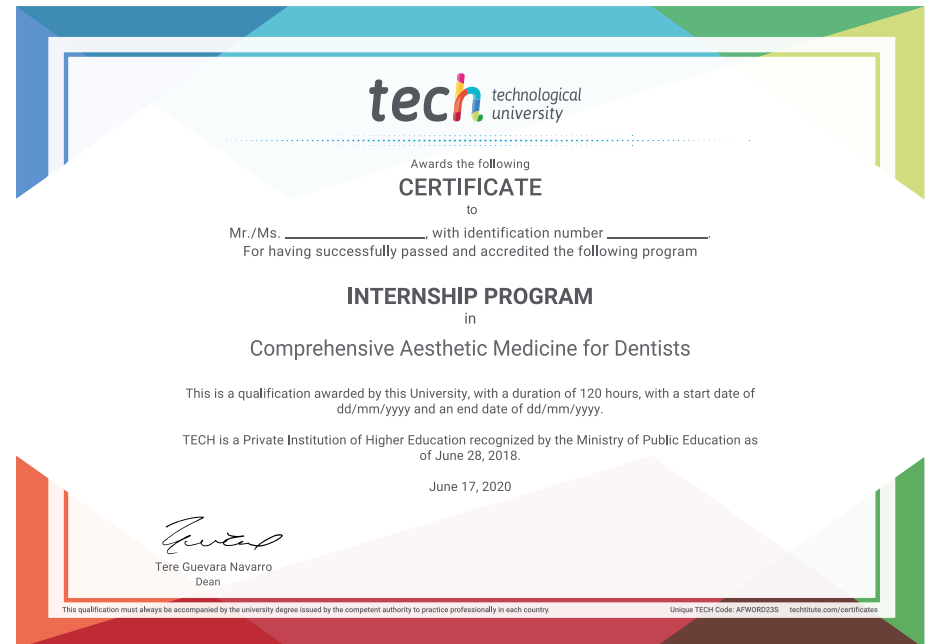 tech technological
university
Awards the following
CERTIFICATE
to
Mr./Ms. ____________________, with identification number ______________.
For having successfully passed and accredited the following program
INTERNSHIP PROGRAM
in
Comprehensive Aesthetic Medicine for Dentists
This is a qualification awarded by this University, with a duration of 120 hours, with a start date of
dd/mm/yyyy and an end date of dd/mm/yyyy.
TECH is a Private Institution of Higher Education recognized by the Ministry of Public Education as
of June 28, 2018.
June 17, 2020
Tere Guevara Navarro
Dean
This qualification must always be accompanied by the university degree issued by the competent authority to practice professionally in each country.
Unique TECH Code: AFWORD23S techtitute.com/certificates